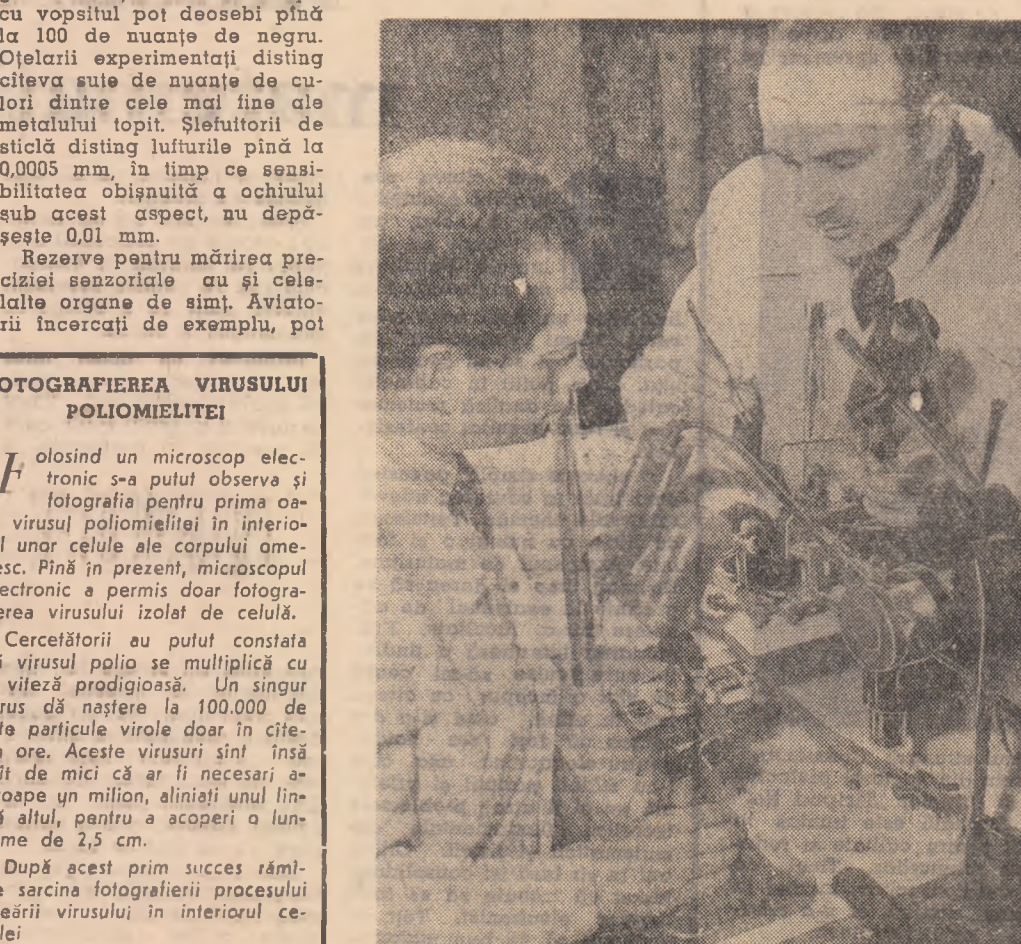 cu vopsitul pot deosebi pînă
la 100 de nuanțe de negru.
Oțelarii experimentați disting
cîteva sute de nuanțe de cu-
lori dintre cele mai fine ale
metalului topit. Șlefuitorii de
sticlă disting lufturile pînă la
0,0005 mm, în timp ce sensi-
bilitatea obișnuită a ochiului
sub acest aspect, nu depă-
șește 0,01 mm.
Rezerve pentru mărirea pre-
ciziei senzoriale au și cele-
lalte organe de simț. Aviato-
rii încercați de exemplu, pot
OTOGRAFIEREA VIRUSULUI
POLIOMIELITEI
Folosind un microscop elec-
tronic s-a putut observa și
fotografia pentru prima oa-
virusul poliomielitei în interio-
l unor celule ale corpului ome-
esc. Pînă în prezent, microscopul
ectronic a permis doar fotogra-
erea virusului izolat de celulă.
Cercetătorii au putut constata
i virusul polio se multiplică cu
viteză prodigioasă. Un singur
rus dă naștere la 100.000 de
te particule virole doar în cîte-
a ore. Aceste virusuri sînt însă
ît de mici că ar fi necesari a-
roape un milion, aliniați unul lîn-
ă altul, pentru a acoperi o lun-
me de 2,5 cm.
După acest prim succes rămî-
e sarcina fotografierii procesului
eării virusului în interiorul ce-
lei